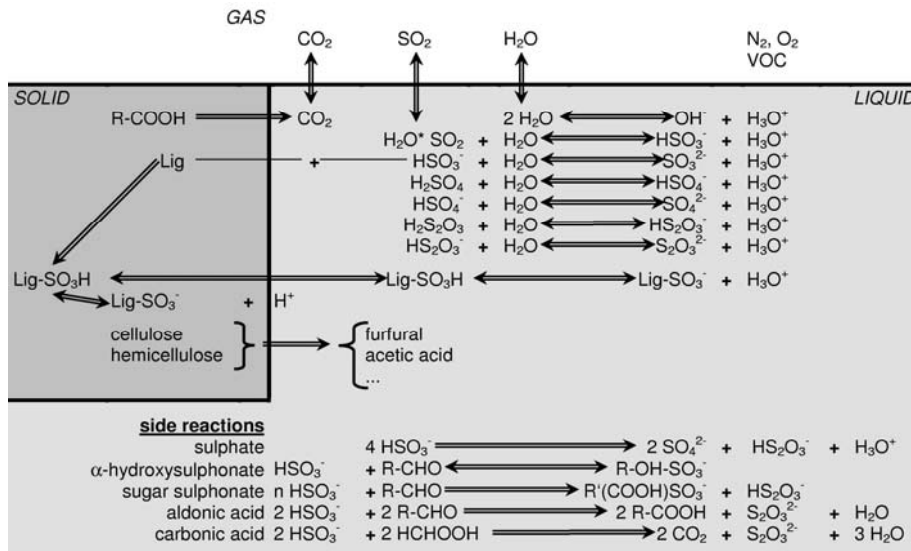 GAS
CO₂ SO₂ H₂O N₂, O₂
VOC
SOLID LIQUID
R-COOH CO₂ 2 H₂O OH⁻ + H₃O⁺
H₂O* SO₂ + H₂O HSO₃⁻ + H₃O⁺
Lig + HSO₃⁻ + H₂O SO₃²⁻ + H₃O⁺
H₂SO₄ + H₂O HSO₄⁻ + H₃O⁺
HSO₄⁻ + H₂O SO₄²⁻ + H₃O⁺
H₂S₂O₃ + H₂O HS₂O₃⁻ + H₃O⁺
HS₂O₃⁻ + H₂O S₂O₃²⁻ + H₃O⁺
Lig-SO₃H Lig-SO₃H Lig-SO₃⁻ + H₃O⁺
Lig-SO₃⁻ + H⁺
cellulose furfural
hemicellulose acetic acid
...
side reactions
sulphate 4 HSO₃⁻ 2 SO₄²⁻ + HS₂O₃⁻ + H₃O⁺
α-hydroxysulphonate HSO₃⁻ + R-CHO R-OH-SO₃⁻
sugar sulphonate n HSO₃⁻ + R-CHO R'(COOH)SO₃⁻ + HS₂O₃⁻
aldonic acid 2 HSO₃⁻ + 2 R-CHO 2 R-COOH + S₂O₃²⁻ + H₂O
carbonic acid 2 HSO₃⁻ + 2 HCHOOH 2 CO₂ + S₂O₃²⁻ + 3 H₂O